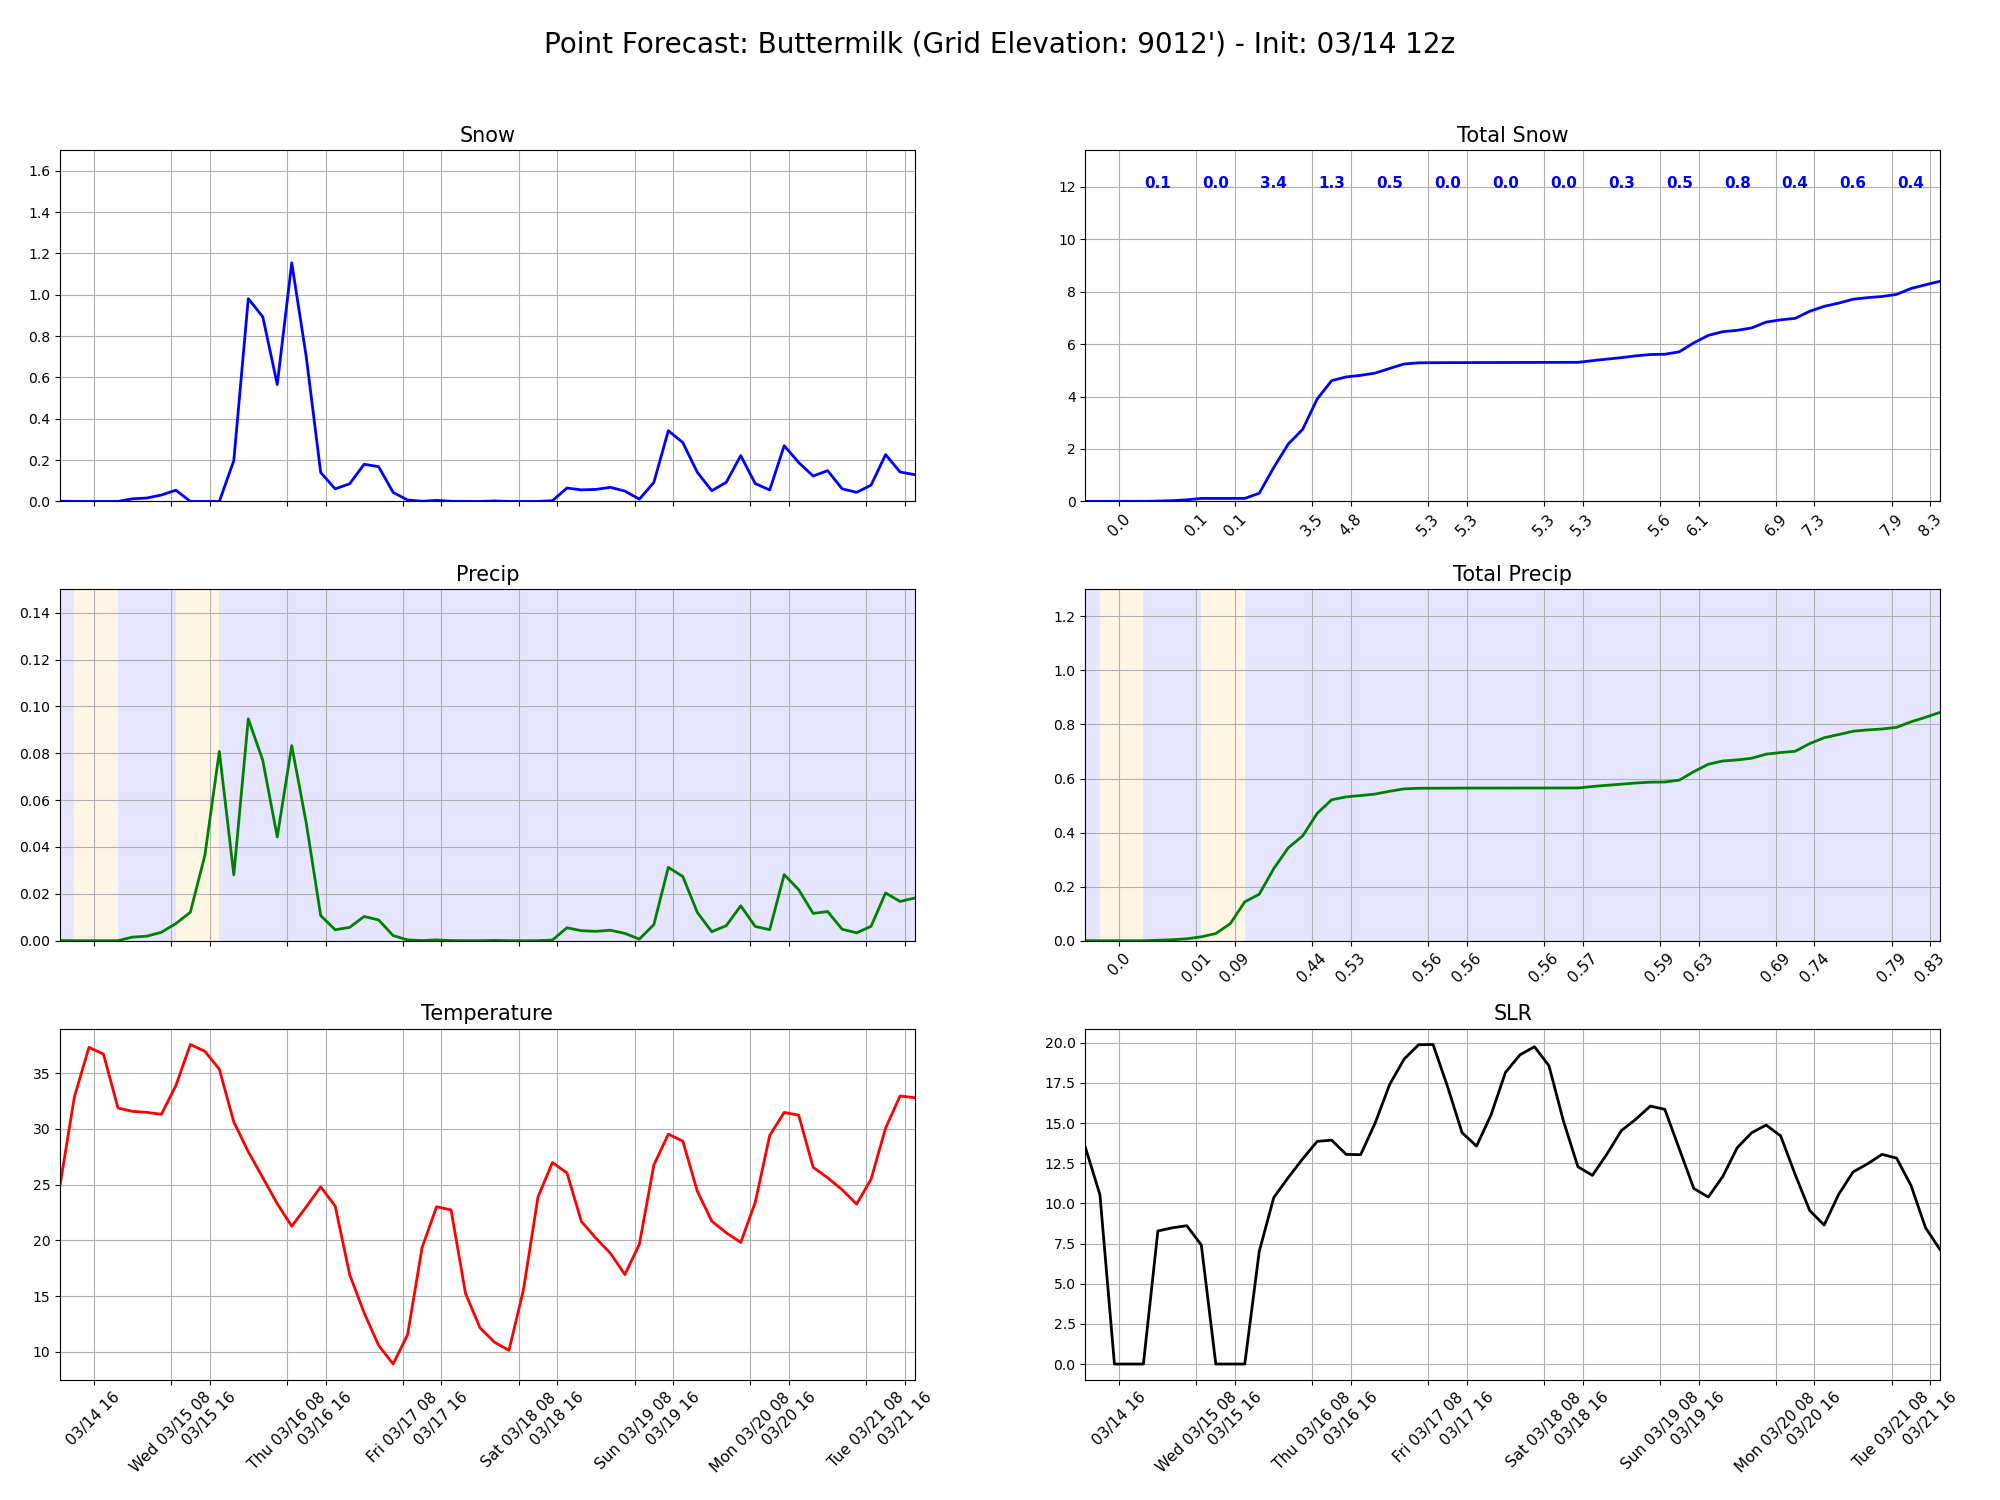 Point Forecast: Buttermilk (Grid Elevation: 9012') - Init: 03/14 12z
Snow
1.6
1.4
1.2
1.0
0.8
0.6
0.4
0.2
0.0
Total Snow
0.1 0.0 3.4 1.3 0.5 0.0 0.0 0.0 0.3 0.5 0.8 0.4 0.6 0.4
12
10
8
6
4
2
0
0.0 0.1 0.1 3.5 4.8 5.3 5.3 5.3 5.3 5.6 6.1 6.9 7.3 7.9 8.3
Precip
0.14
0.12
0.10
0.08
0.06
0.04
0.02
0.00
Total Precip
1.2
1.0
0.8
0.6
0.4
0.2
0.0
0.0 0.01 0.09 0.44 0.53 0.56 0.56 0.56 0.57 0.59 0.63 0.69 0.74 0.79 0.83
Temperature
35
30
25
20
15
10
03/14 16
Wed 03/15 08
03/15 16
Thu 03/16 08
03/16 16
Fri 03/17 08
03/17 16
Sat 03/18 08
03/18 16
Sun 03/19 08
03/19 16
Mon 03/20 08
03/20 16
Tue 03/21 08
03/21 16
SLR
20.0
17.5
15.0
12.5
10.0
7.5
5.0
2.5
0.0
03/14 16
Wed 03/15 08
03/15 16
Thu 03/16 08
03/16 16
Fri 03/17 08
03/17 16
Sat 03/18 08
03/18 16
Sun 03/19 08
03/19 16
Mon 03/20 08
03/20 16
Tue 03/21 08
03/21 16